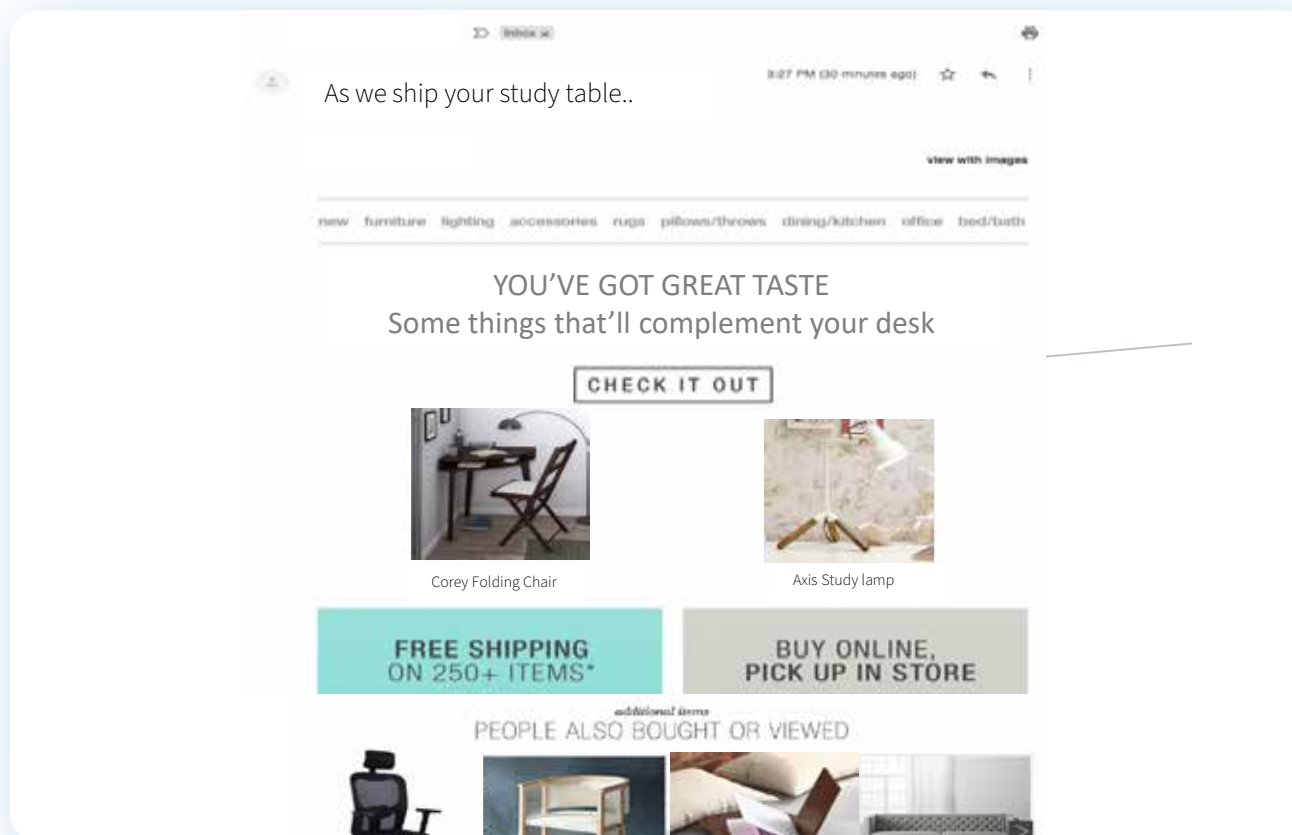 Inbox x
3:27 PM (30 minutes ago)
As we ship your study table..
view with images
new furniture lighting accessories rugs pillows/throws dining/kitchen office bed/bath
YOU’VE GOT GREAT TASTE
Some things that’ll complement your desk
CHECK IT OUT
Corey Folding Chair
Axis Study lamp
FREE SHIPPING
ON 250+ ITEMS*
BUY ONLINE,
PICK UP IN STORE
additional items
PEOPLE ALSO BOUGHT OR VIEWED